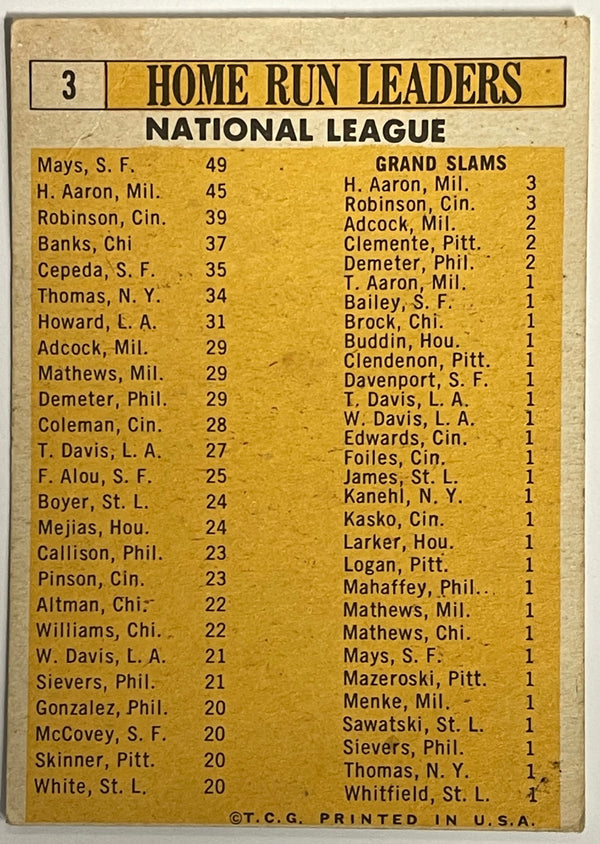 3
HOME RUN LEADERS
NATIONAL LEAGUE
Mays, S. F. 49
H. Aaron, Mil. 45
Robinson, Cin. 39
Banks, Chi 37
Cepeda, S. F. 35
Thomas, N. Y. 34
Howard, L. A. 31
Adcock, Mil. 29
Mathews, Mil. 29
Demeter, Phil. 29
Coleman, Cin. 28
T. Davis, L. A. 27
F. Alou, S. F. 25
Boyer, St. L. 24
Mejias, Hou. 24
Callison, Phil. 23
Pinson, Cin. 23
Altman, Chi. 22
Williams, Chi. 22
W. Davis, L. A. 21
Sievers, Phil. 21
Gonzalez, Phil. 20
McCovey, S. F. 20
Skinner, Pitt. 20
White, St. L. 20
GRAND SLAMS
H. Aaron, Mil. 3
Robinson, Cin. 3
Adcock, Mil. 2
Clemente, Pitt. 2
Demeter, Phil. 2
T. Aaron, Mil. 1
Bailey, S. F. 1
Brock, Chi. 1
Buddin, Hou. 1
Clendenon, Pitt. 1
Davenport, S. F. 1
T. Davis, L. A. 1
W. Davis, L. A. 1
Edwards, Cin. 1
Foiles, Cin. 1
James, St. L. 1
Kanehl, N. Y. 1
Kasko, Cin. 1
Larker, Hou. 1
Logan, Pitt. 1
Mahaffey, Phil. 1
Mathews, Mil. 1
Mathews, Chi. 1
Mays, S. F. 1
Mazeroski, Pitt. 1
Menke, Mil. 1
Sawatski, St. L. 1
Sievers, Phil. 1
Thomas, N. Y. 1
Whitfield, St. L. 1
©T.C.G. PRINTED IN U.S.A.